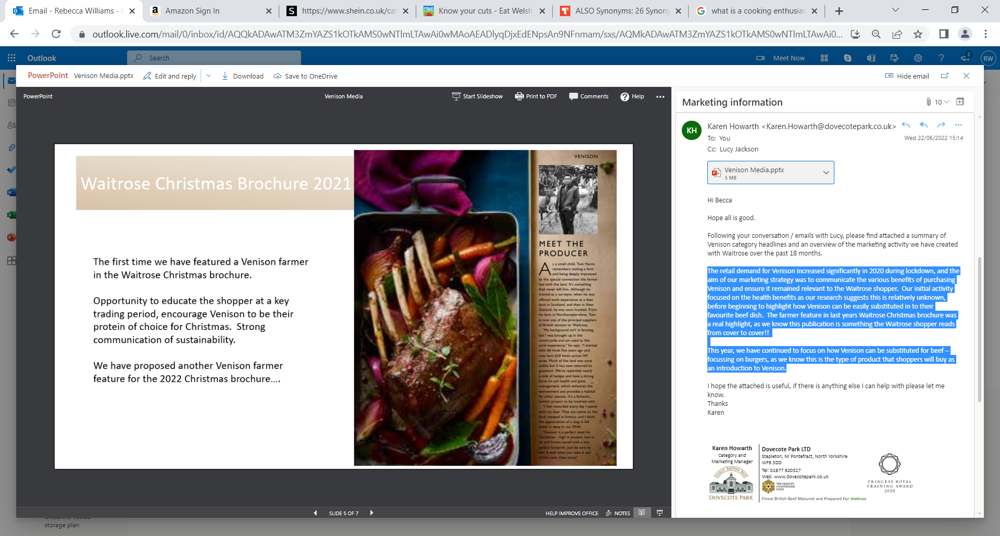 Email - Rebecca Williams -
Amazon Sign In
https://www.shein.co.uk/car
Know your cuts - Eat Welsh
ALSO Synonyms: 26 Synony
what is a cooking enthusias
outlook.live.com/mail/0/inbox/id/AQQkADAwATM3ZmYAZS1kOTkAMS0wNTlmLTAwAi0wMAoAEADlyqDjxEdENpsAn9NFnmam/sxs/AQMkADAwATM3ZmYAZS1kOTkAMS0wNTlmLTAwAi0...
Outlook
Search
Meet Now
2
RW
PowerPoint
Venison Media.pptx
Edit and reply
Download
Save to OneDrive
Hide email
PowerPoint
Venison Media
Start Slideshow
Print to PDF
Comments
Help
Waitrose Christmas Brochure 2021
The first time we have featured a Venison farmer
in the Waitrose Christmas brochure.
Opportunity to educate the shopper at a key
trading period, encourage Venison to be their
protein of choice for Christmas. Strong
communication of sustainability.
We have proposed another Venison farmer
feature for the 2022 Christmas brochure....
VENISON
MEET THE
PRODUCER
As a small child, Tom Harris
remembers visiting a farm
and being deeply impressed
by the special connection the farmer
had with the land. It's something
that never left him. Although he
trained as a surveyor, when he was
offered work experience at a deer
farm in Scotland, and then in New
Zealand, he was soon hooked. From
his farm in Northamptonshire, Tom
is now one of the principal suppliers
of British venison to Waitrose.
"My background isn't in farming,
but I was brought up in the
countryside and am used to the
rural experience," he says. "I started
with 60 hinds five years ago and
now farm 630 hinds across 147
acres. Much of the land was once
arable but it has now returned to
grassland. We've replanted nearly
a mile of hedges and have a strong
focus on soil health and grass
management, which enhances the
environment and provides a habitat
for other species. It's a fantastic,
holistic project to be involved with.
"I feel rewarded every day I spend
with my deer. They are native to the
land, steeped in history, and I think
the appreciation of a stag in full
antler is deep in our DNA.
"Venison is a perfect meat for
Christmas – high in protein, low in
fat and home-reared with a low
carbon footprint. Just be sure to
rest it well when you take it out
of the oven, then enjoy."
SLIDE 5 OF 7
HELP IMPROVE OFFICE
NOTES
storage plan
Marketing information
10
KH
Karen Howarth <Karen.Howarth@dovecotepark.co.uk>
To: You
Wed 22/06/2022 15:14
Cc: Lucy Jackson
Venison Media.pptx
5 MB
Hi Becca
Hope all is good.
Following your conversation / emails with Lucy, please find attached a summary of
Venison category headlines and an overview of the marketing activity we have created
with Waitrose over the past 18 months.
The retail demand for Venison increased significantly in 2020 during lockdown, and the
aim of our marketing strategy was to communicate the various benefits of purchasing
Venison and ensure it remained relevant to the Waitrose shopper. Our initial activity
focused on the health benefits as our research suggests this is relatively unknown,
before beginning to highlight how Venison can be easily substituted in to their
favourite beef dish. The farmer feature in last years Waitrose Christmas brochure was
a real highlight, as we know this publication is something the Waitrose shopper reads
from cover to cover!!
This year, we have continued to focus on how Venison can be substituted for beef –
focussing on burgers, as we know this is the type of product that shoppers will buy as
an introduction to Venison.
I hope the attached is useful, if there is anything else I can help with please let me
know.
Thanks
Karen
Karen Howarth
Category and
Marketing Manager
FINEST BRITISH BEEF
DOVECOTE PARK
Dovecote Park LTD
Stapleton, Nr Pontefract, North Yorkshire
WF8 3DD
Tel: 01977 620327
Web: www.dovecotepark.co.uk
THE PRINCE'S
COUNTRYSIDE
FUND
Finest British Beef Matured and Prepared For Waitrose
PRINCESS ROYAL
TRAINING AWARD
2020